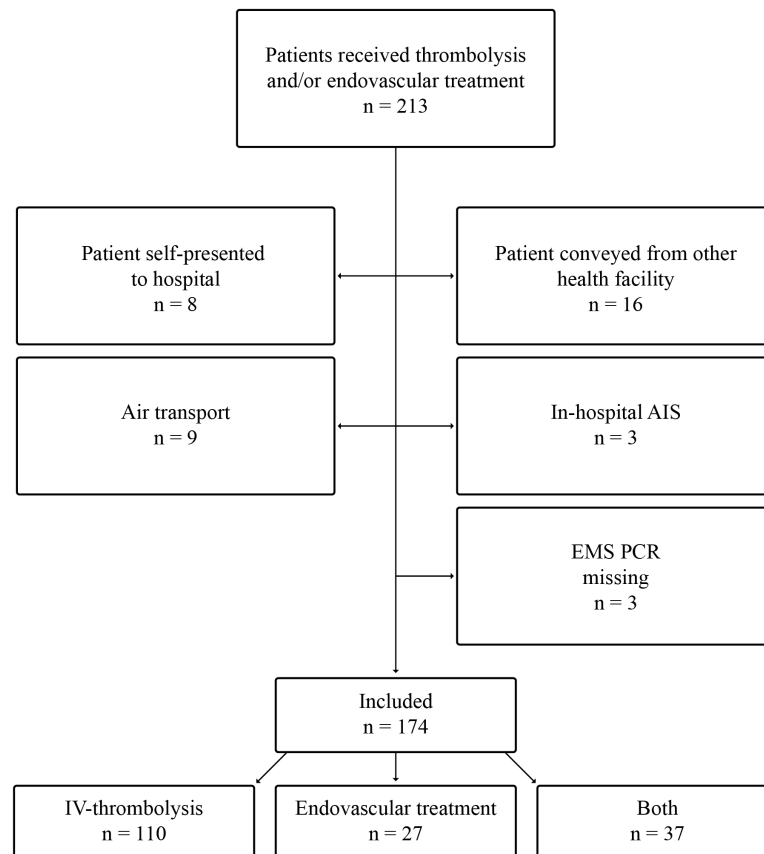 Patients received thrombolysis
and/or endovascular treatment
n = 213
Patient self-presented
to hospital
n = 8
Patient conveyed from other
health facility
n = 16
Air transport
n = 9
In-hospital AIS
n = 3
EMS PCR
missing
n = 3
Included
n = 174
IV-thrombolysis
n = 110
Endovascular treatment
n = 27
Both
n = 37